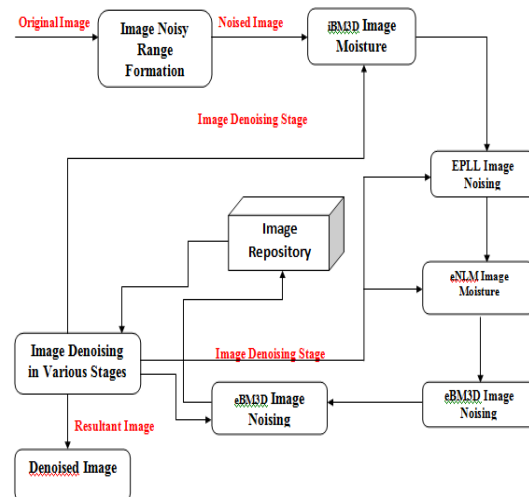 Original Image
Image Noisy
Range
Formation
Noised Image
iBM3D Image
Moisture
Image Denoising Stage
EPLL Image
Noising
Image
Repository
eNLM Image
Moisture
Image Denoising
in Various Stages
Image Denoising Stage
eBM3D Image
Noising
eBM3D Image
Noising
Resultant Image
Denoised Image